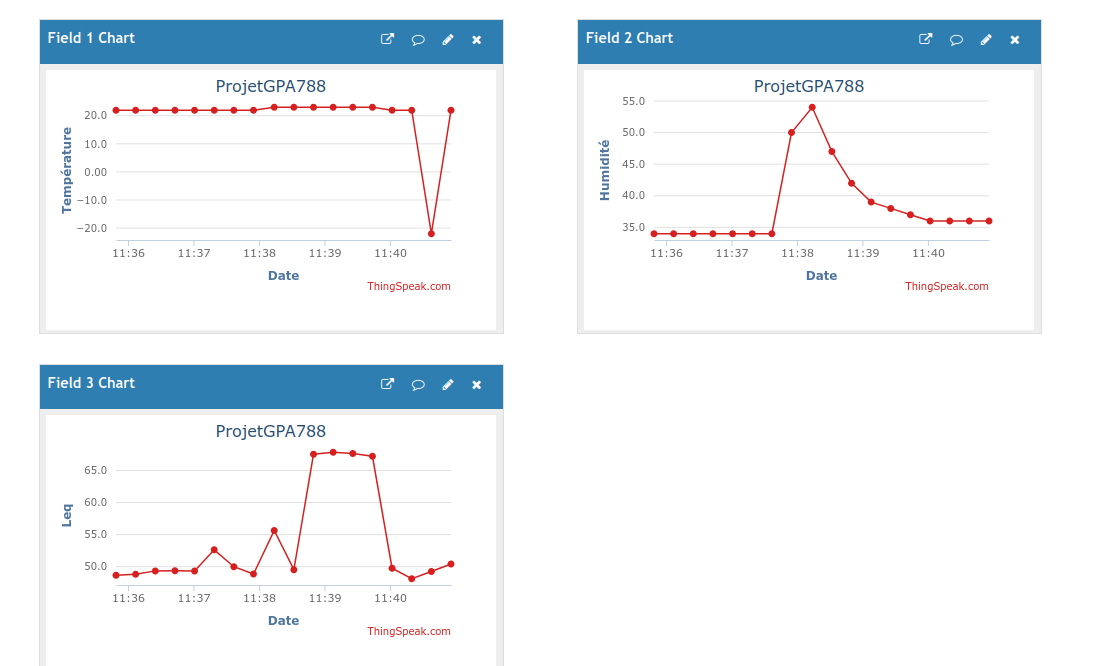 Field 1 Chart
ProjetGPA788
Température
20.0
10.0
0.00
−10.0
−20.0
11:36 11:37 11:38 11:39 11:40
Date
ThingSpeak.com
Field 2 Chart
ProjetGPA788
Humidité
55.0
50.0
45.0
40.0
35.0
11:36 11:37 11:38 11:39 11:40
Date
ThingSpeak.com
Field 3 Chart
ProjetGPA788
Leq
65.0
60.0
55.0
50.0
11:36 11:37 11:38 11:39 11:40
Date
ThingSpeak.com